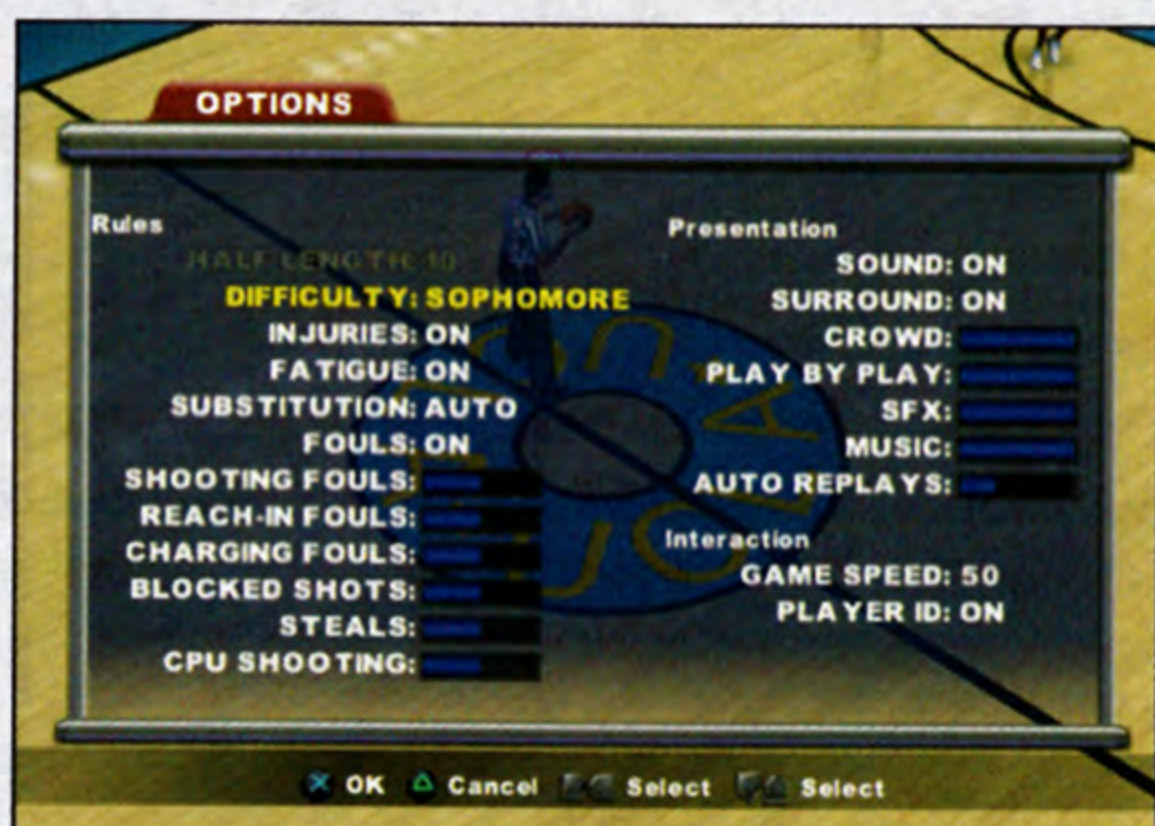 OPTIONS
Rules
HALF LENGTH: 10
DIFFICULTY: SOPHOMORE
INJURIES: ON
FATIGUE: ON
SUBSTITUTION: AUTO
FOULS: ON
SHOOTING FOULS:
REACH-IN FOULS:
CHARGING FOULS:
BLOCKED SHOTS:
STEALS:
CPU SHOOTING:
Presentation
SOUND: ON
SURROUND: ON
CROWD:
PLAY BY PLAY:
SFX:
MUSIC:
AUTO REPLAYS:
Interaction
GAME SPEED: 50
PLAYER ID: ON
OK Cancel Select Select